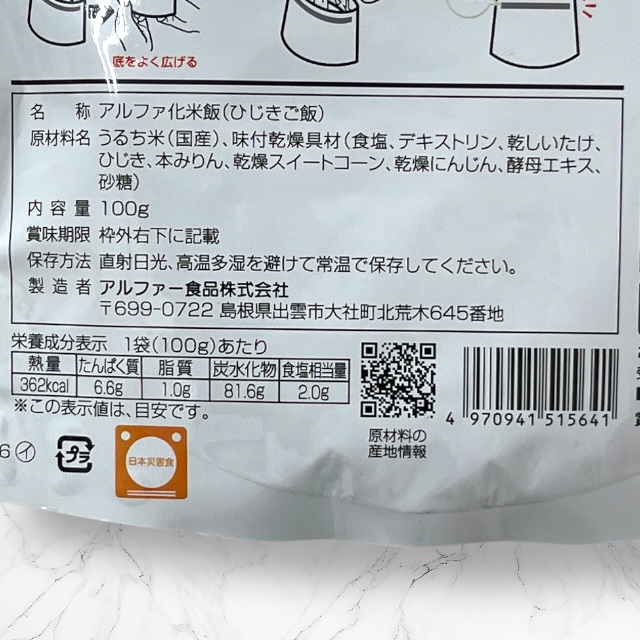 底をよく広げる
名 称 アルファ化米飯(ひじきご飯)
原材料名 うるち米(国産)、味付乾燥具材(食塩、デキストリン、乾しいたけ、
ひじき、本みりん、乾燥スイートコーン、乾燥にんじん、酵母エキス、
砂糖)
内容量 100g
賞味期限 枠外右下に記載
保存方法 直射日光、高温多湿を避けて常温で保存してください。
製造者 アルファー食品株式会社
〒699-0722 島根県出雲市大社町北荒木645番地
栄養成分表示 1袋(100g)あたり
熱量 たんぱく質 脂質 炭水化物 食塩相当量
362kcal 6.6g 1.0g 81.6g 2.0g
※この表示値は、目安です。
原材料の
産地情報
4 970941 515641
6 イ
プラ
日本災害食